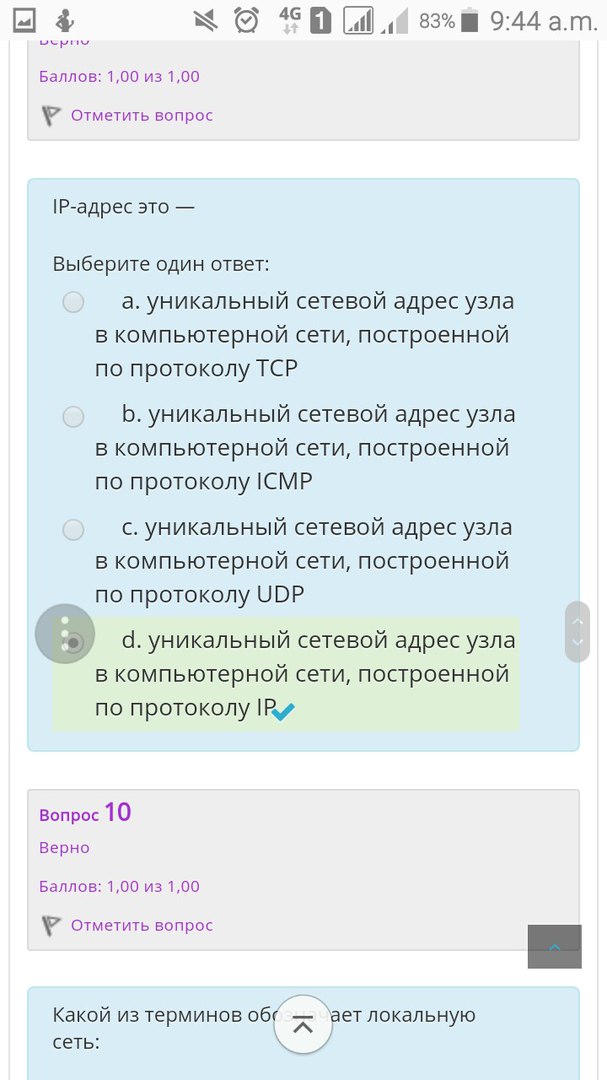 4G 1 83% 9:44 a.m.
Верно
Баллов: 1,00 из 1,00
Отметить вопрос
IP-адрес это —
Выберите один ответ:
a. уникальный сетевой адрес узла
в компьютерной сети, построенной
по протоколу TCP
b. уникальный сетевой адрес узла
в компьютерной сети, построенной
по протоколу ICMP
c. уникальный сетевой адрес узла
в компьютерной сети, построенной
по протоколу UDP
d. уникальный сетевой адрес узла
в компьютерной сети, построенной
по протоколу IP
Вопрос 10
Верно
Баллов: 1,00 из 1,00
Отметить вопрос
Какой из терминов обозначает локальную
сеть: